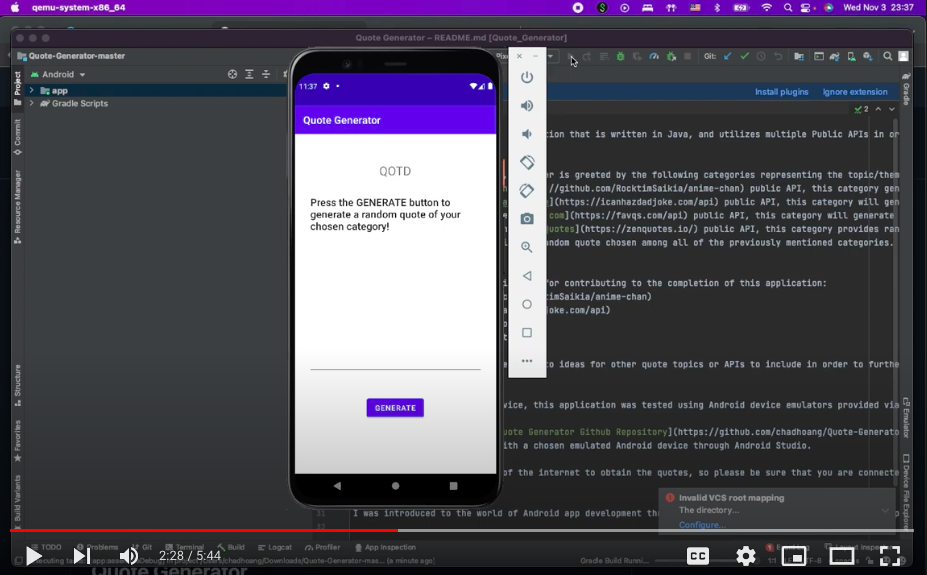 qemu-system-x86_64
Wed Nov 3 23:37
Quote Generator – README.md [Quote_Generator]
Quote-Generator-master
Git:
Android
Project
app
Gradle Scripts
Commit
Resource Manager
Structure
Favorites
Build Variants
11:37
Quote Generator
QOTD
Press the GENERATE button to
generate a random quote of your
chosen category!
GENERATE
Install plugins
Ignore extension
2
Gradle
Emulator
Device File Explorer
tion that is written in Java, and utilizes multiple Public APIs in or
er is greeted by the following categories representing the topic/them
//github.com/RocktimSaikia/anime-chan) public API, this category gen
](https://icanhazdadjoke.com/api) public API, this category will gen
com](https://favqs.com/api) public API, this category will generate
uotes](https://zenquotes.io/) public API, this category provides ran
ndom quote chosen among all of the previously mentioned categories.
for contributing to the completion of this application:
imSaikia/anime-chan)
joke.com/api)
to ideas for other quote topics or APIs to include in order to furthe
vice, this application was tested using Android device emulators provided via
uote Generator Github Repository](https://github.com/chadhoang/Quote-Generato
ith a chosen emulated Android device through Android Studio.
of the internet to obtain the quotes, so please be sure that you are connecte
31
I was introduced to the world of Android app development th
32
Invalid VCS root mapping
The directory...
Configure...
TODO
Problems
Git
Terminal
Build
Logcat
Profiler
App Inspection
2:28 / 5:44
CC
Gradle Build Runni...
(a minute ago)
Quote Generator